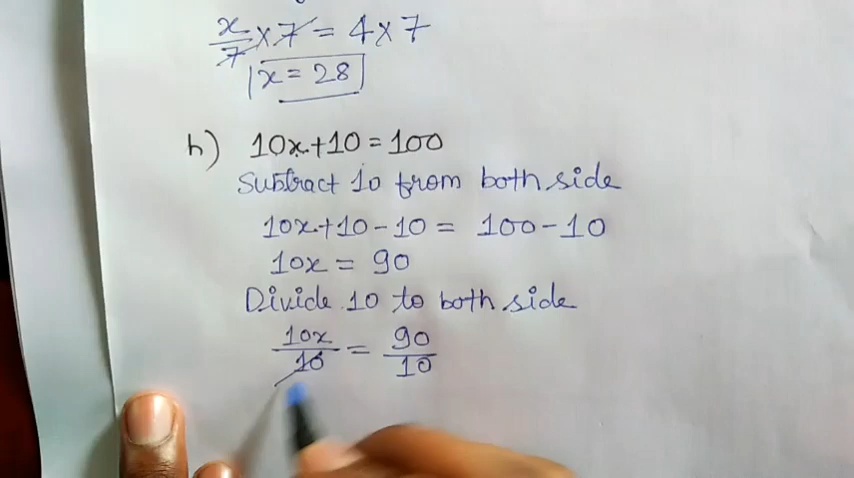 x/7 × 7 = 4 × 7
x = 28
h) 10x + 10 = 100
Subtract 10 from both side
10x + 10 - 10 = 100 - 10
10x = 90
Divide 10 to both side
10x/10 = 90/10